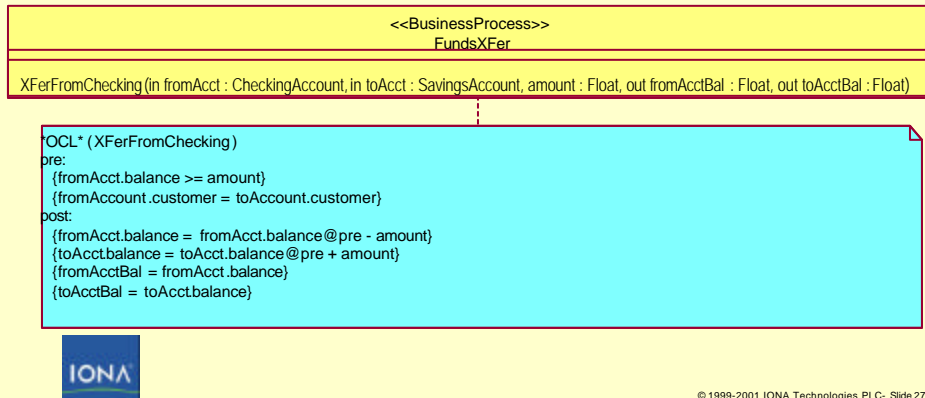 <<BusinessProcess>>
FundsXFer
XFerFromChecking(in fromAcct : CheckingAccount, in toAcct : SavingsAccount, amount : Float, out fromAcctBal : Float, out toAcctBal : Float)
*OCL* (XFerFromChecking)
pre:
{fromAcct.balance >= amount}
{fromAccount.customer = toAccount.customer}
post:
{fromAcct.balance = fromAcct.balance@pre - amount}
{toAcct.balance = toAcct.balance@pre + amount}
{fromAcctBal = fromAcct.balance}
{toAcctBal = toAcct.balance}
IONA
© 1999-2001 IONA Technologies PLC- Slide 27